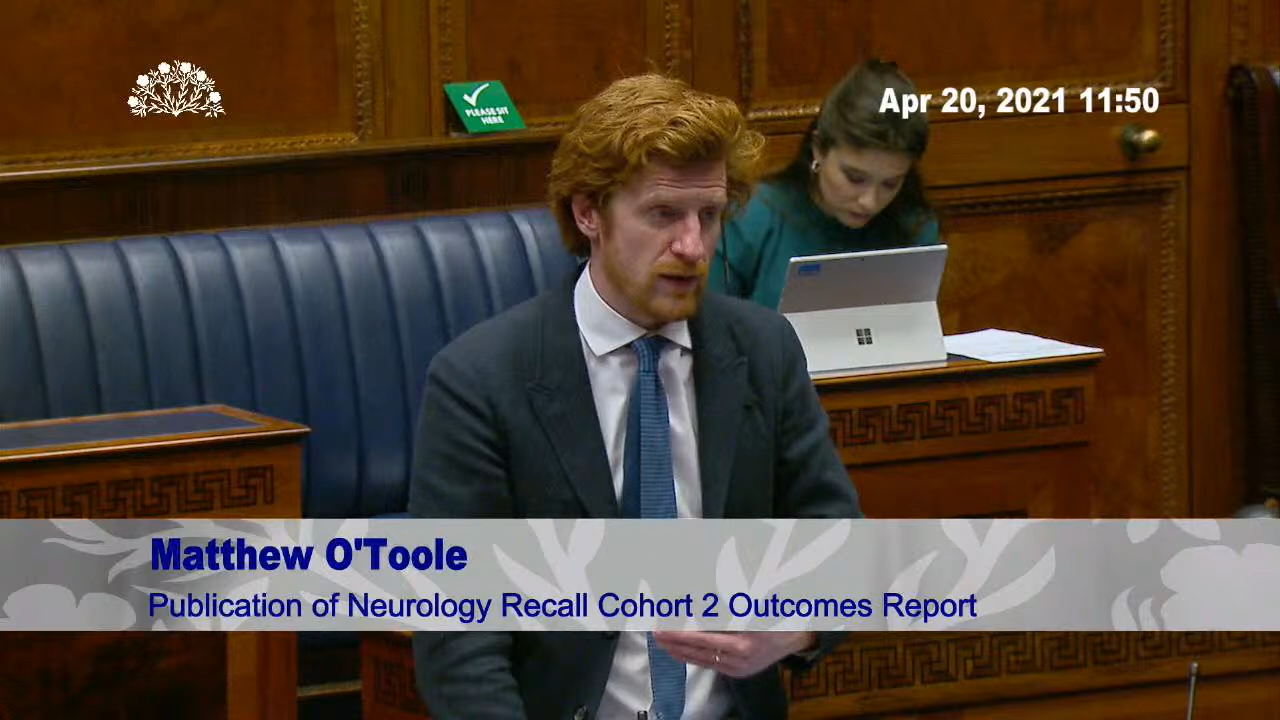 PLEASE SIT
HERE
Apr 20, 2021 11:50
Matthew O'Toole
Publication of Neurology Recall Cohort 2 Outcomes Report